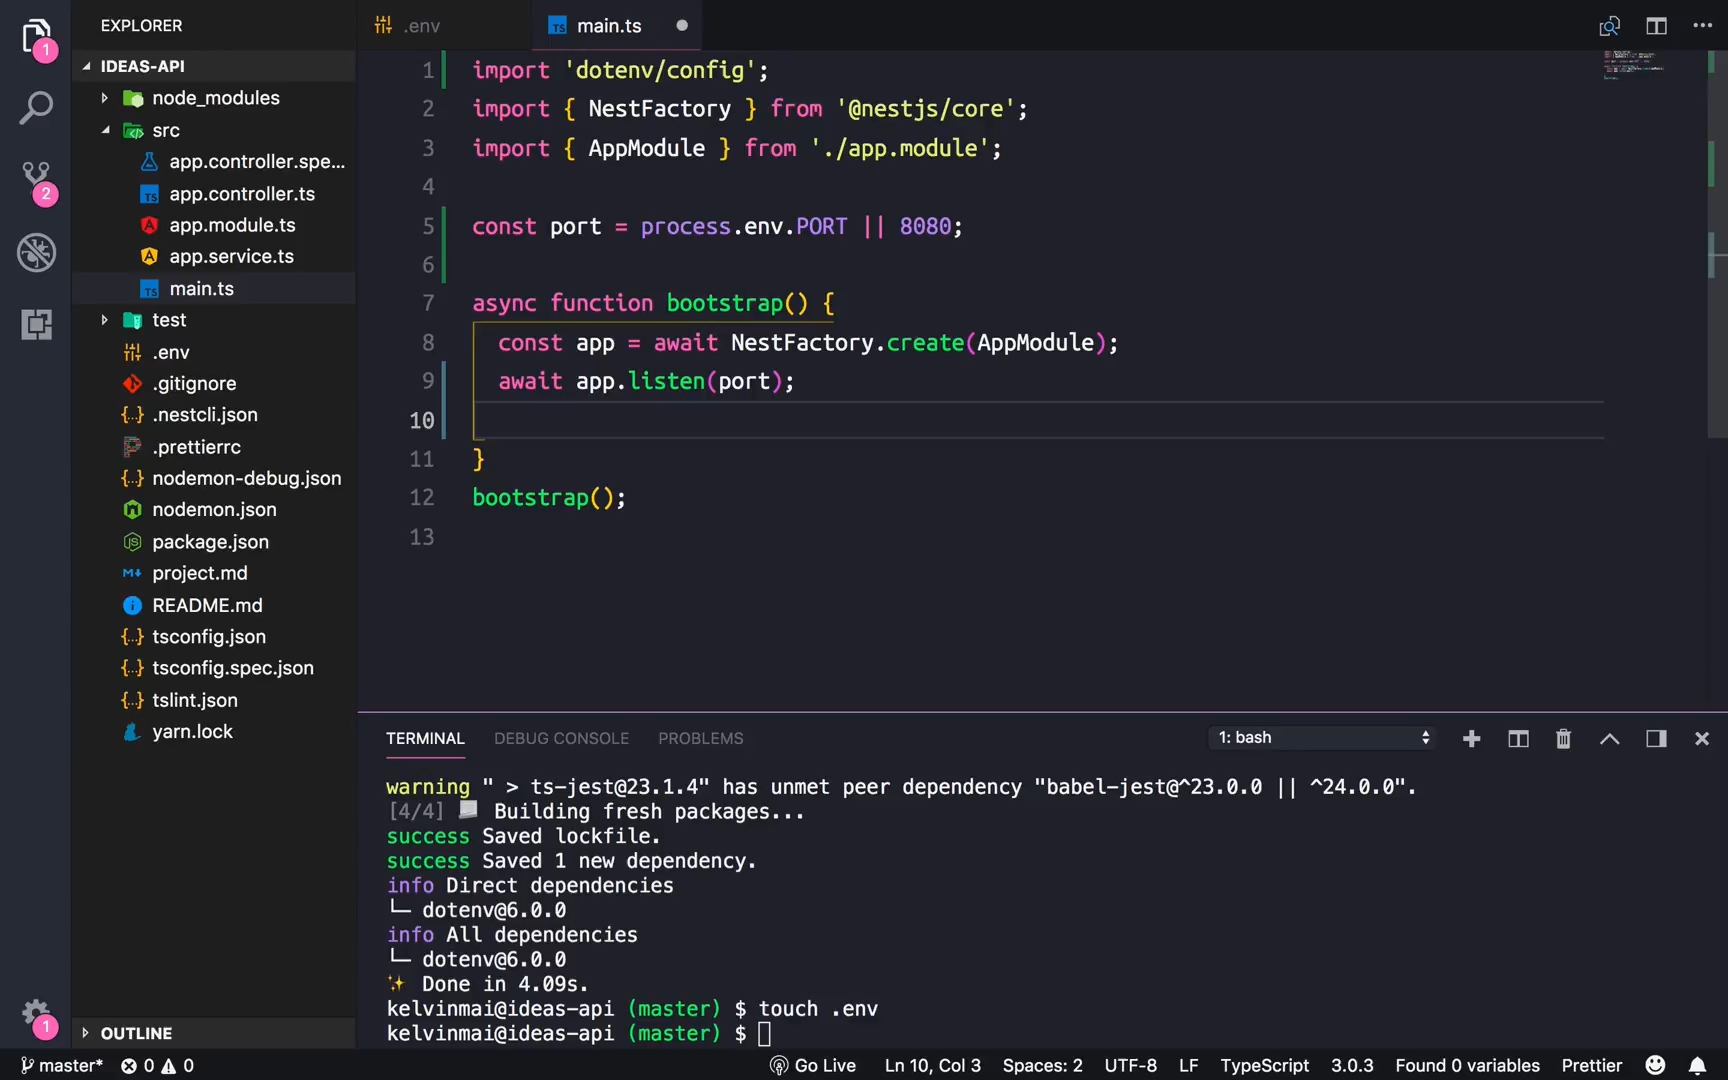 EXPLORER
.env
main.ts
IDEAS-API
node_modules
src
app.controller.spe...
app.controller.ts
app.module.ts
app.service.ts
main.ts
test
.env
.gitignore
.nestcli.json
.prettierrc
nodemon-debug.json
nodemon.json
package.json
project.md
README.md
tsconfig.json
tsconfig.spec.json
tslint.json
yarn.lock
OUTLINE
1
2
1
1 import 'dotenv/config';
2 import { NestFactory } from '@nestjs/core';
3 import { AppModule } from './app.module';
4
5 const port = process.env.PORT || 8080;
6
7 async function bootstrap() {
8 const app = await NestFactory.create(AppModule);
9 await app.listen(port);
10
11 }
12 bootstrap();
13
TERMINAL DEBUG CONSOLE PROBLEMS 1: bash
warning " > ts-jest@23.1.4" has unmet peer dependency "babel-jest@^23.0.0 || ^24.0.0".
[4/4] Building fresh packages...
success Saved lockfile.
success Saved 1 new dependency.
info Direct dependencies
└─ dotenv@6.0.0
info All dependencies
└─ dotenv@6.0.0
✨ Done in 4.09s.
kelvinmai@ideas-api (master) $ touch .env
kelvinmai@ideas-api (master) $
master* 0 0 Go Live Ln 10, Col 3 Spaces: 2 UTF-8 LF TypeScript 3.0.3 Found 0 variables Prettier